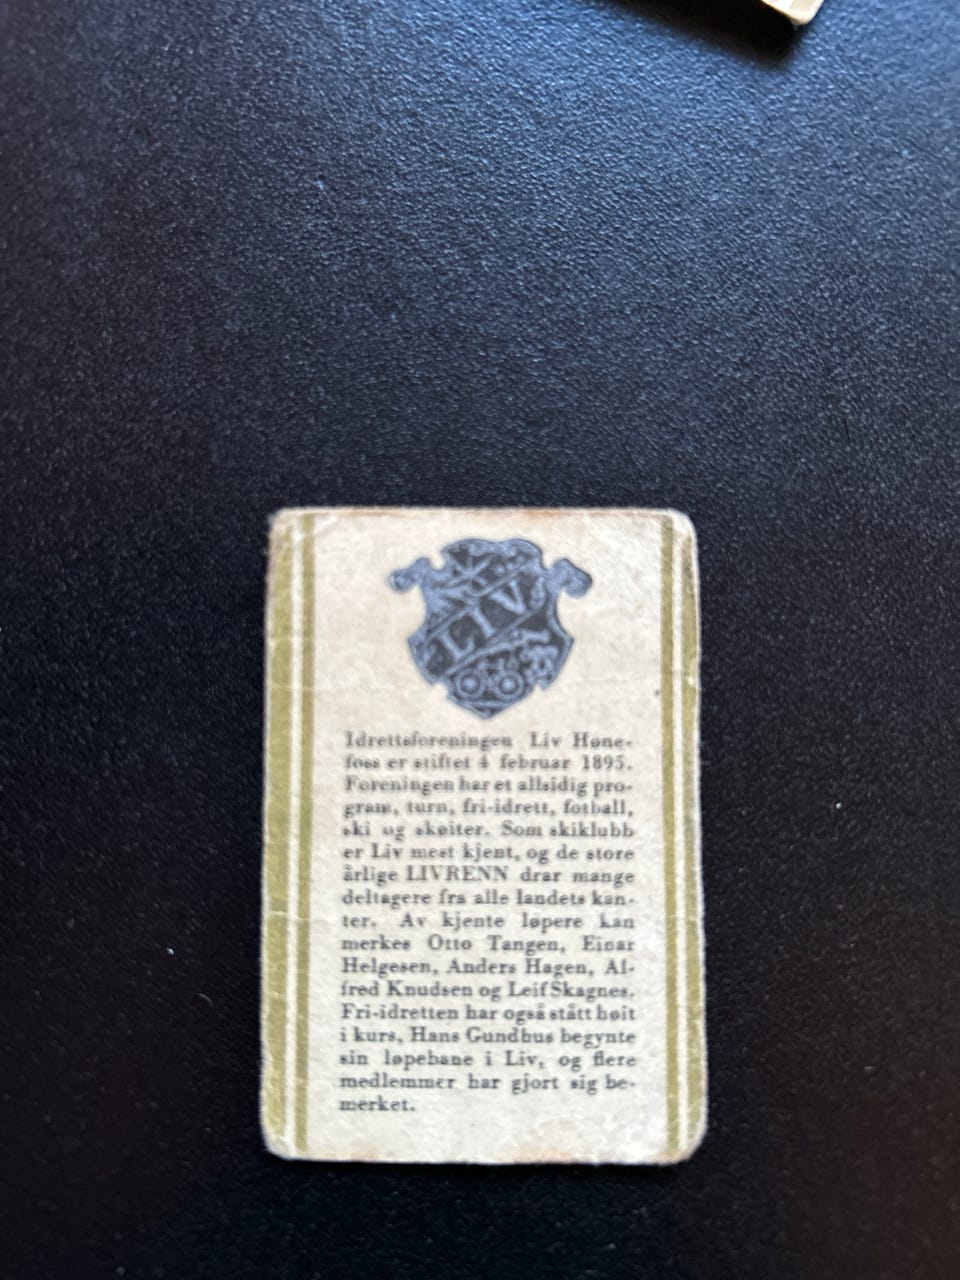 LIV
Idrettsforeningen Liv Høne-
foss er stiftet 4 februar 1895.
Foreningen har et allsidig pro-
gram, turn, fri-idrett, fotball,
ski og skøiter. Som skiklubb
er Liv mest kjent, og de store
årlige LIVRENN drar mange
deltagere fra alle landets kan-
ter. Av kjente løpere kan
merkes Otto Tangen, Einar
Helgesen, Anders Hagen, Al-
fred Knudsen og Leif Skagnes.
Fri-idretten har også stått høit
i kurs, Hans Gundhus begynte
sin løpebane i Liv, og flere
medlemmer har gjort sig be-
merket.